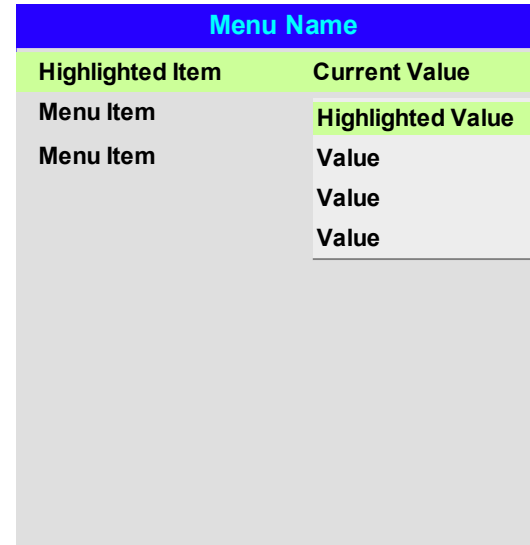 Menu Name
Highlighted Item Current Value
Menu Item Highlighted Value
Menu Item Value
Value
Value